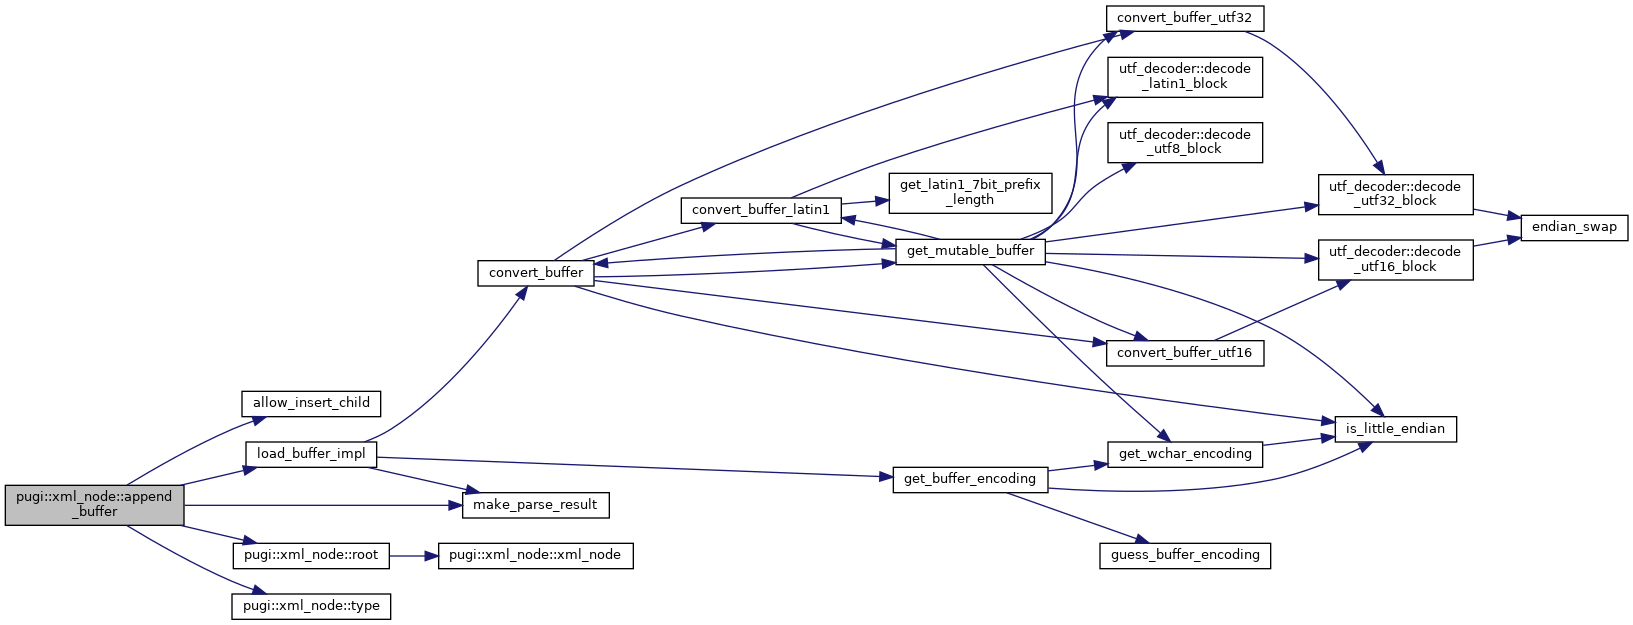 convert_buffer_utf32
utf_decoder::decode
_latin1_block
utf_decoder::decode
_utf8_block
get_latin1_7bit_prefix
_length
utf_decoder::decode
_utf32_block
convert_buffer_latin1
endian_swap
get_mutable_buffer
utf_decoder::decode
_utf16_block
convert_buffer
convert_buffer_utf16
allow_insert_child
is_little_endian
load_buffer_impl
get_wchar_encoding
get_buffer_encoding
pugi::xml_node::append
_buffer
make_parse_result
pugi::xml_node::root
pugi::xml_node::xml_node
guess_buffer_encoding
pugi::xml_node::type